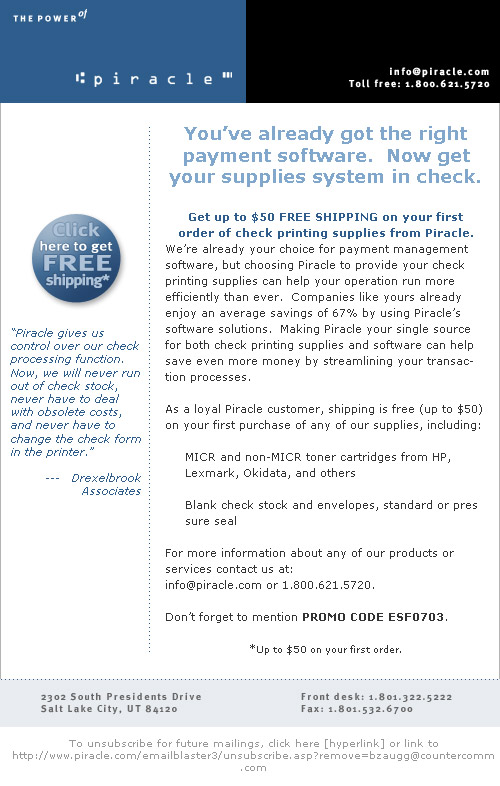 THE POWER of
piracle
info@piracle.com
Toll free: 1.800.621.5720
You've already got the right
payment software.  Now get
your supplies system in check.
Get up to $50 FREE SHIPPING on your first
order of check printing supplies from Piracle.
We're already your choice for payment management
software, but choosing Piracle to provide your check
printing supplies can help your operation run more
efficiently than ever.  Companies like yours already
enjoy an average savings of 67% by using Piracle's
software solutions.  Making Piracle your single source
for both check printing supplies and software can help
save even more money by streamlining your transac-
tion processes.
As a loyal Piracle customer, shipping is free (up to $50)
on your first purchase of any of our supplies, including:
MICR and non-MICR toner cartridges from HP,
Lexmark, Okidata, and others
Blank check stock and envelopes, standard or pres
sure seal
For more information about any of our products or
services contact us at:
info@piracle.com or 1.800.621.5720.
Don't forget to mention PROMO CODE ESF0703.
*Up to $50 on your first order.
Click
here to get
FREE
shipping*
"Piracle gives us
control over our check
processing function.
Now, we will never run
out of check stock,
never have to deal
with obsolete costs,
and never have to
change the check form
in the printer."
--- Drexelbrook
Associates
2302 South Presidents Drive
Salt Lake City, UT 84120
Front desk: 1.801.322.5222
Fax: 1.801.532.6700
To unsubscribe for future mailings, click here [hyperlink] or link to
http://www.piracle.com/emailblaster3/unsubscribe.asp?remove=bzaugg@countercomm
.com